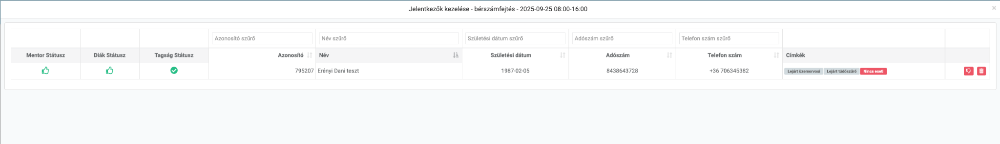 Jelentkezők kezelése - bérszámfejtés - 2025-09-25 08:00-16:00 ×
Azonosító szűrő Név szűrő Születési dátum szűrő Adószám szűrő Telefon szám szűrő
Mentor Státusz Diák Státusz Tagság Státusz Azonosító Név Születési dátum Adószám Telefon szám Címkék
795207 Erényi Dani teszt 1987-02-05 8438643728 +36 706345382 Lejárt üzemorvosi Lejárt tüdőszűrő Nincs eseti